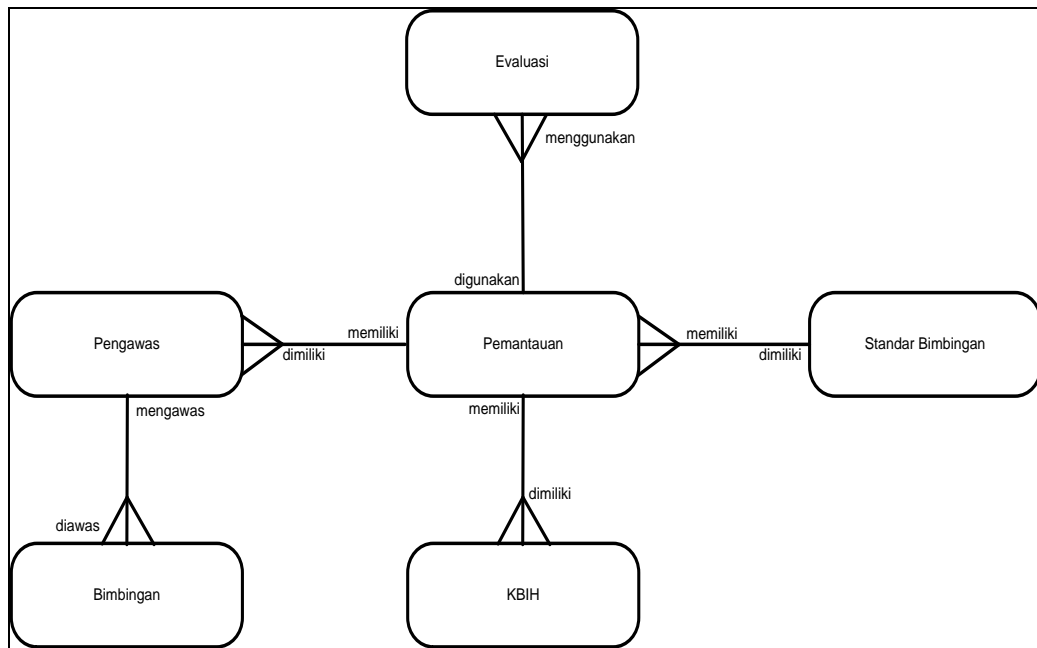 Evaluasi
menggunakan
digunakan
Pengawas
dimiliki
memiliki
Pemantauan
memiliki
dimiliki
Standar Bimbingan
mengawas
memiliki
diawas
dimiliki
Bimbingan
KBIH